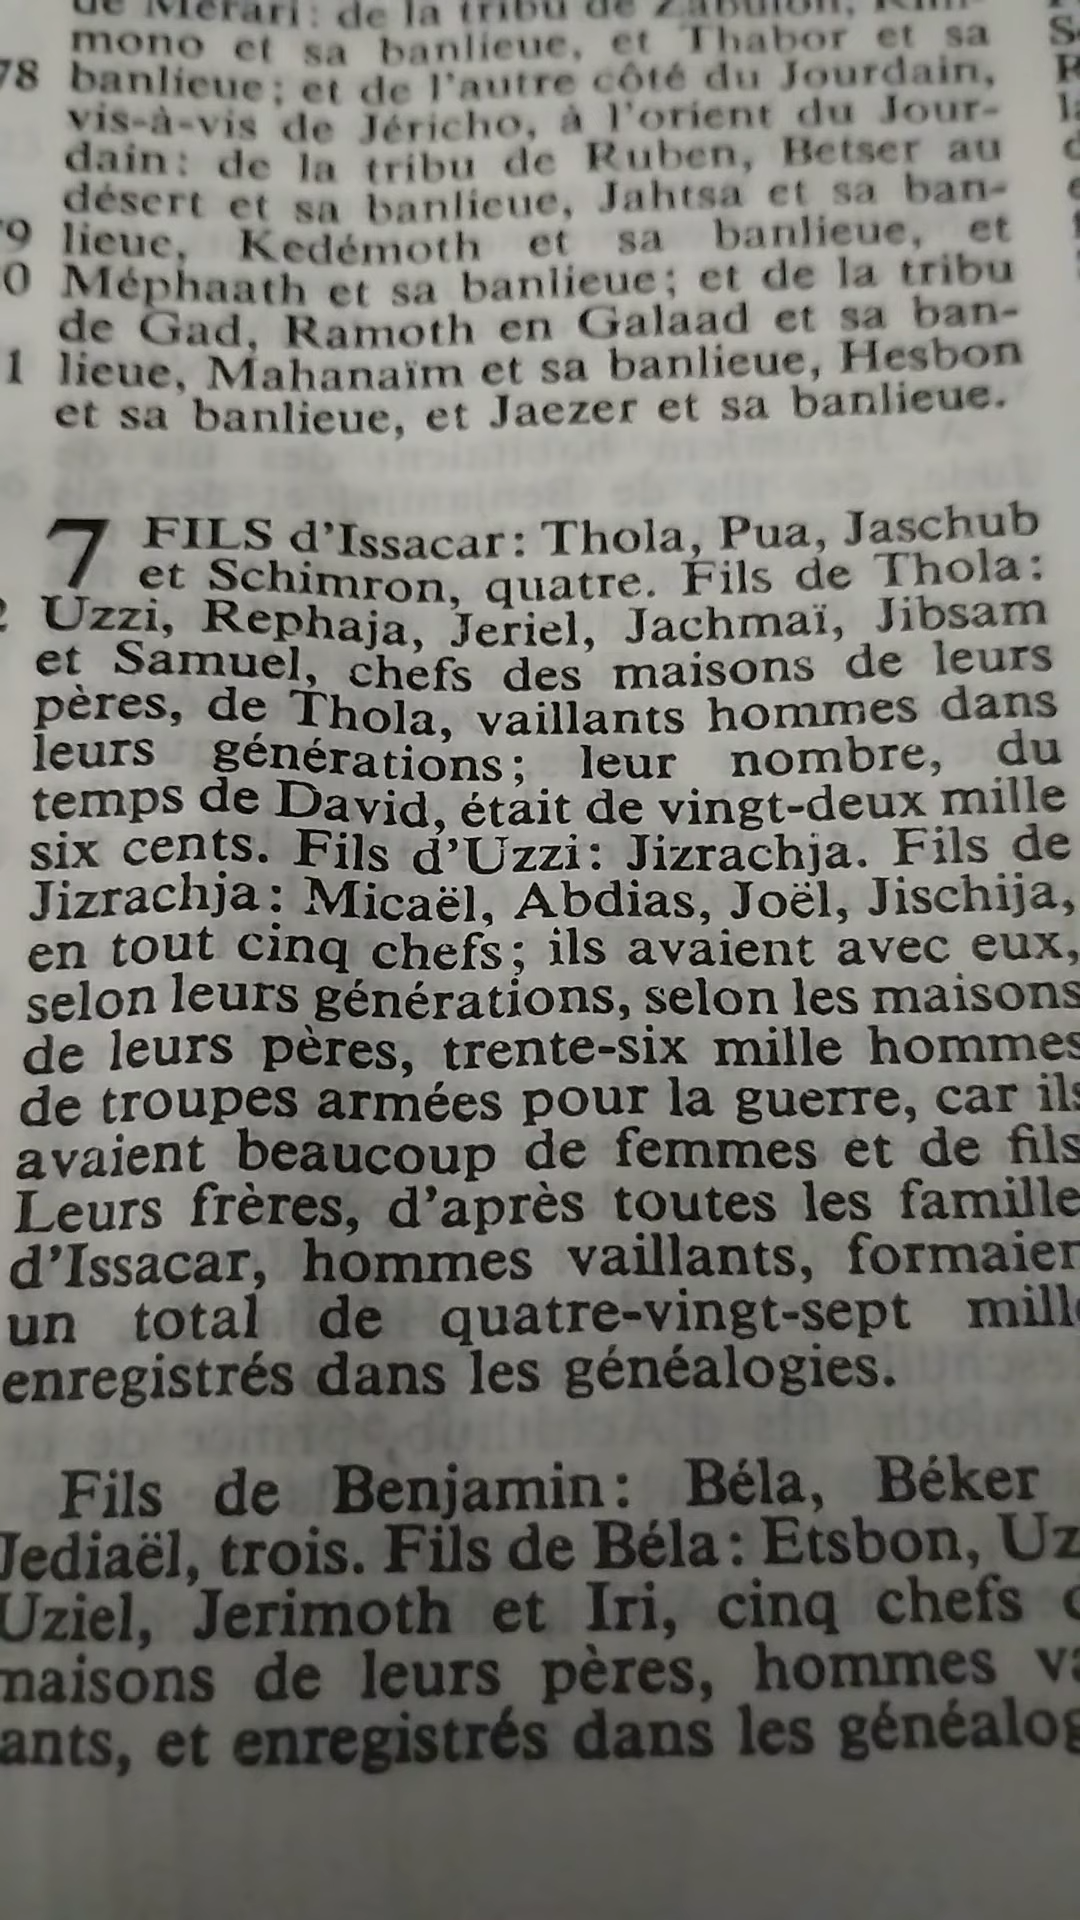 de Mérari: de la tribu de Zabulon, Rim-
mono et sa banlieue, et Thabor et sa
78 banlieue; et de l'autre côté du Jourdain,
vis-à-vis de Jéricho, à l'orient du Jour-
dain: de la tribu de Ruben, Betser au
désert et sa banlieue, Jahtsa et sa ban-
9 lieue, Kedémoth et sa banlieue, et
0 Méphaath et sa banlieue; et de la tribu
de Gad, Ramoth en Galaad et sa ban-
1 lieue, Mahanaïm et sa banlieue, Hesbon
et sa banlieue, et Jaezer et sa banlieue.
7 FILS d'Issacar: Thola, Pua, Jaschub
et Schimron, quatre. Fils de Thola:
2 Uzzi, Rephaja, Jeriel, Jachmaï, Jibsam
et Samuel, chefs des maisons de leurs
pères, de Thola, vaillants hommes dans
leurs générations; leur nombre, du
temps de David, était de vingt-deux mille
six cents. Fils d'Uzzi: Jizrachja. Fils de
Jizrachja: Micaël, Abdias, Joël, Jischija,
en tout cinq chefs; ils avaient avec eux,
selon leurs générations, selon les maisons
de leurs pères, trente-six mille hommes
de troupes armées pour la guerre, car ils
avaient beaucoup de femmes et de fils
Leurs frères, d'après toutes les famille
d'Issacar, hommes vaillants, formaien
un total de quatre-vingt-sept mille
enregistrés dans les généalogies.
Fils de Benjamin: Béla, Béker
Jediaël, trois. Fils de Béla: Etsbon, Uz
Uziel, Jerimoth et Iri, cinq chefs d
maisons de leurs pères, hommes va
ants, et enregistrés dans les généalog